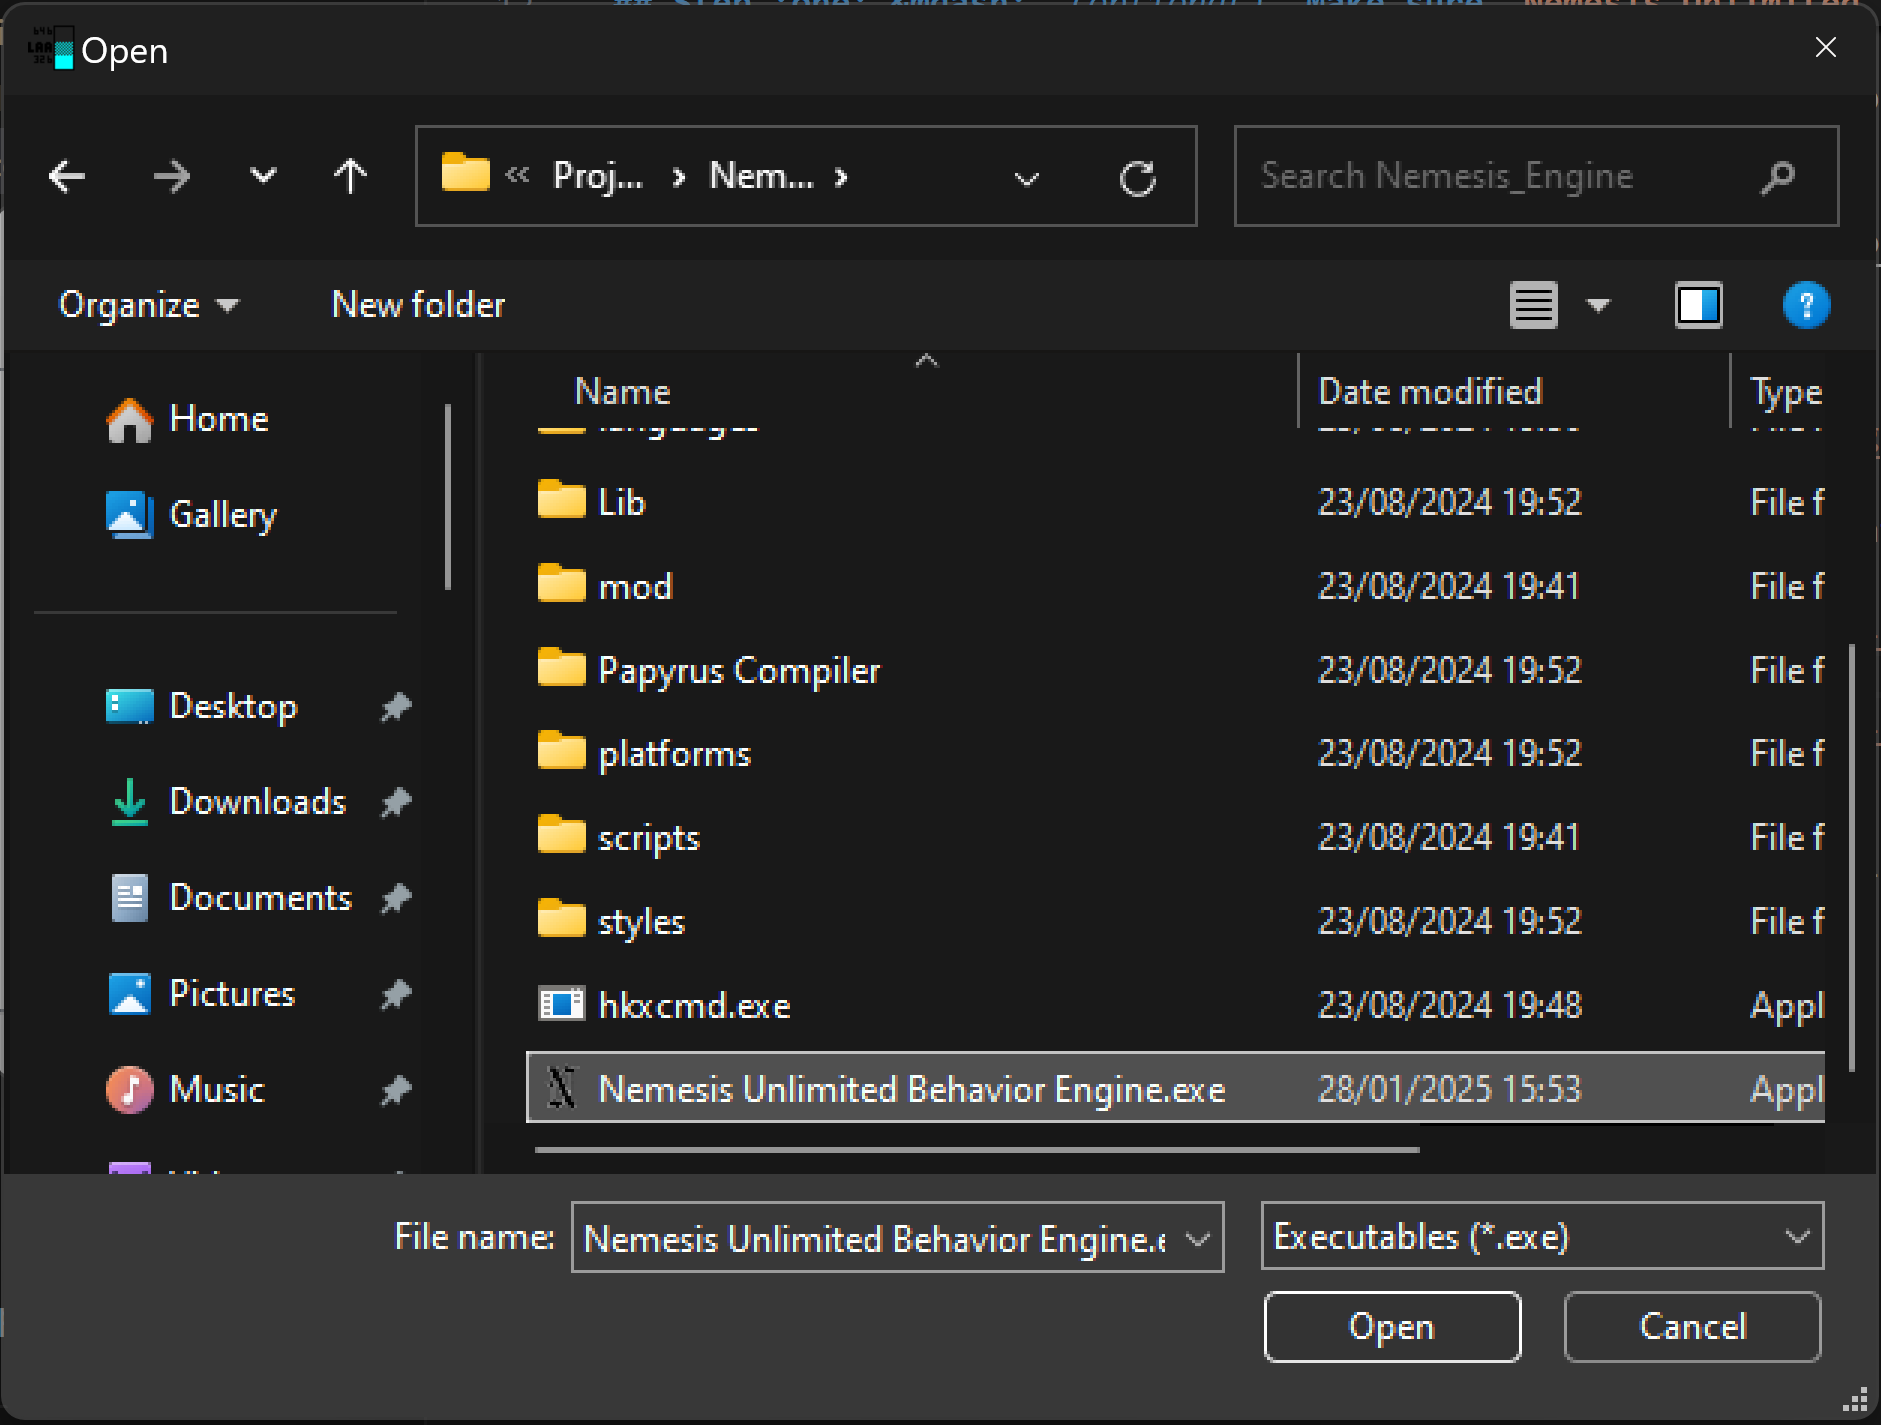 Open
« Proj... › Nem... ›
Search Nemesis_Engine
Organize
New folder
Home
Gallery
Desktop
Downloads
Documents
Pictures
Music
Name
Date modified
Type
Lib 23/08/2024 19:52 File f
mod 23/08/2024 19:41 File f
Papyrus Compiler 23/08/2024 19:52 File f
platforms 23/08/2024 19:52 File f
scripts 23/08/2024 19:41 File f
styles 23/08/2024 19:52 File f
hkxcmd.exe 23/08/2024 19:48 Appl
Nemesis Unlimited Behavior Engine.exe 28/01/2025 15:53 Appl
File name: Nemesis Unlimited Behavior Engine.e
Executables (*.exe)
Open
Cancel